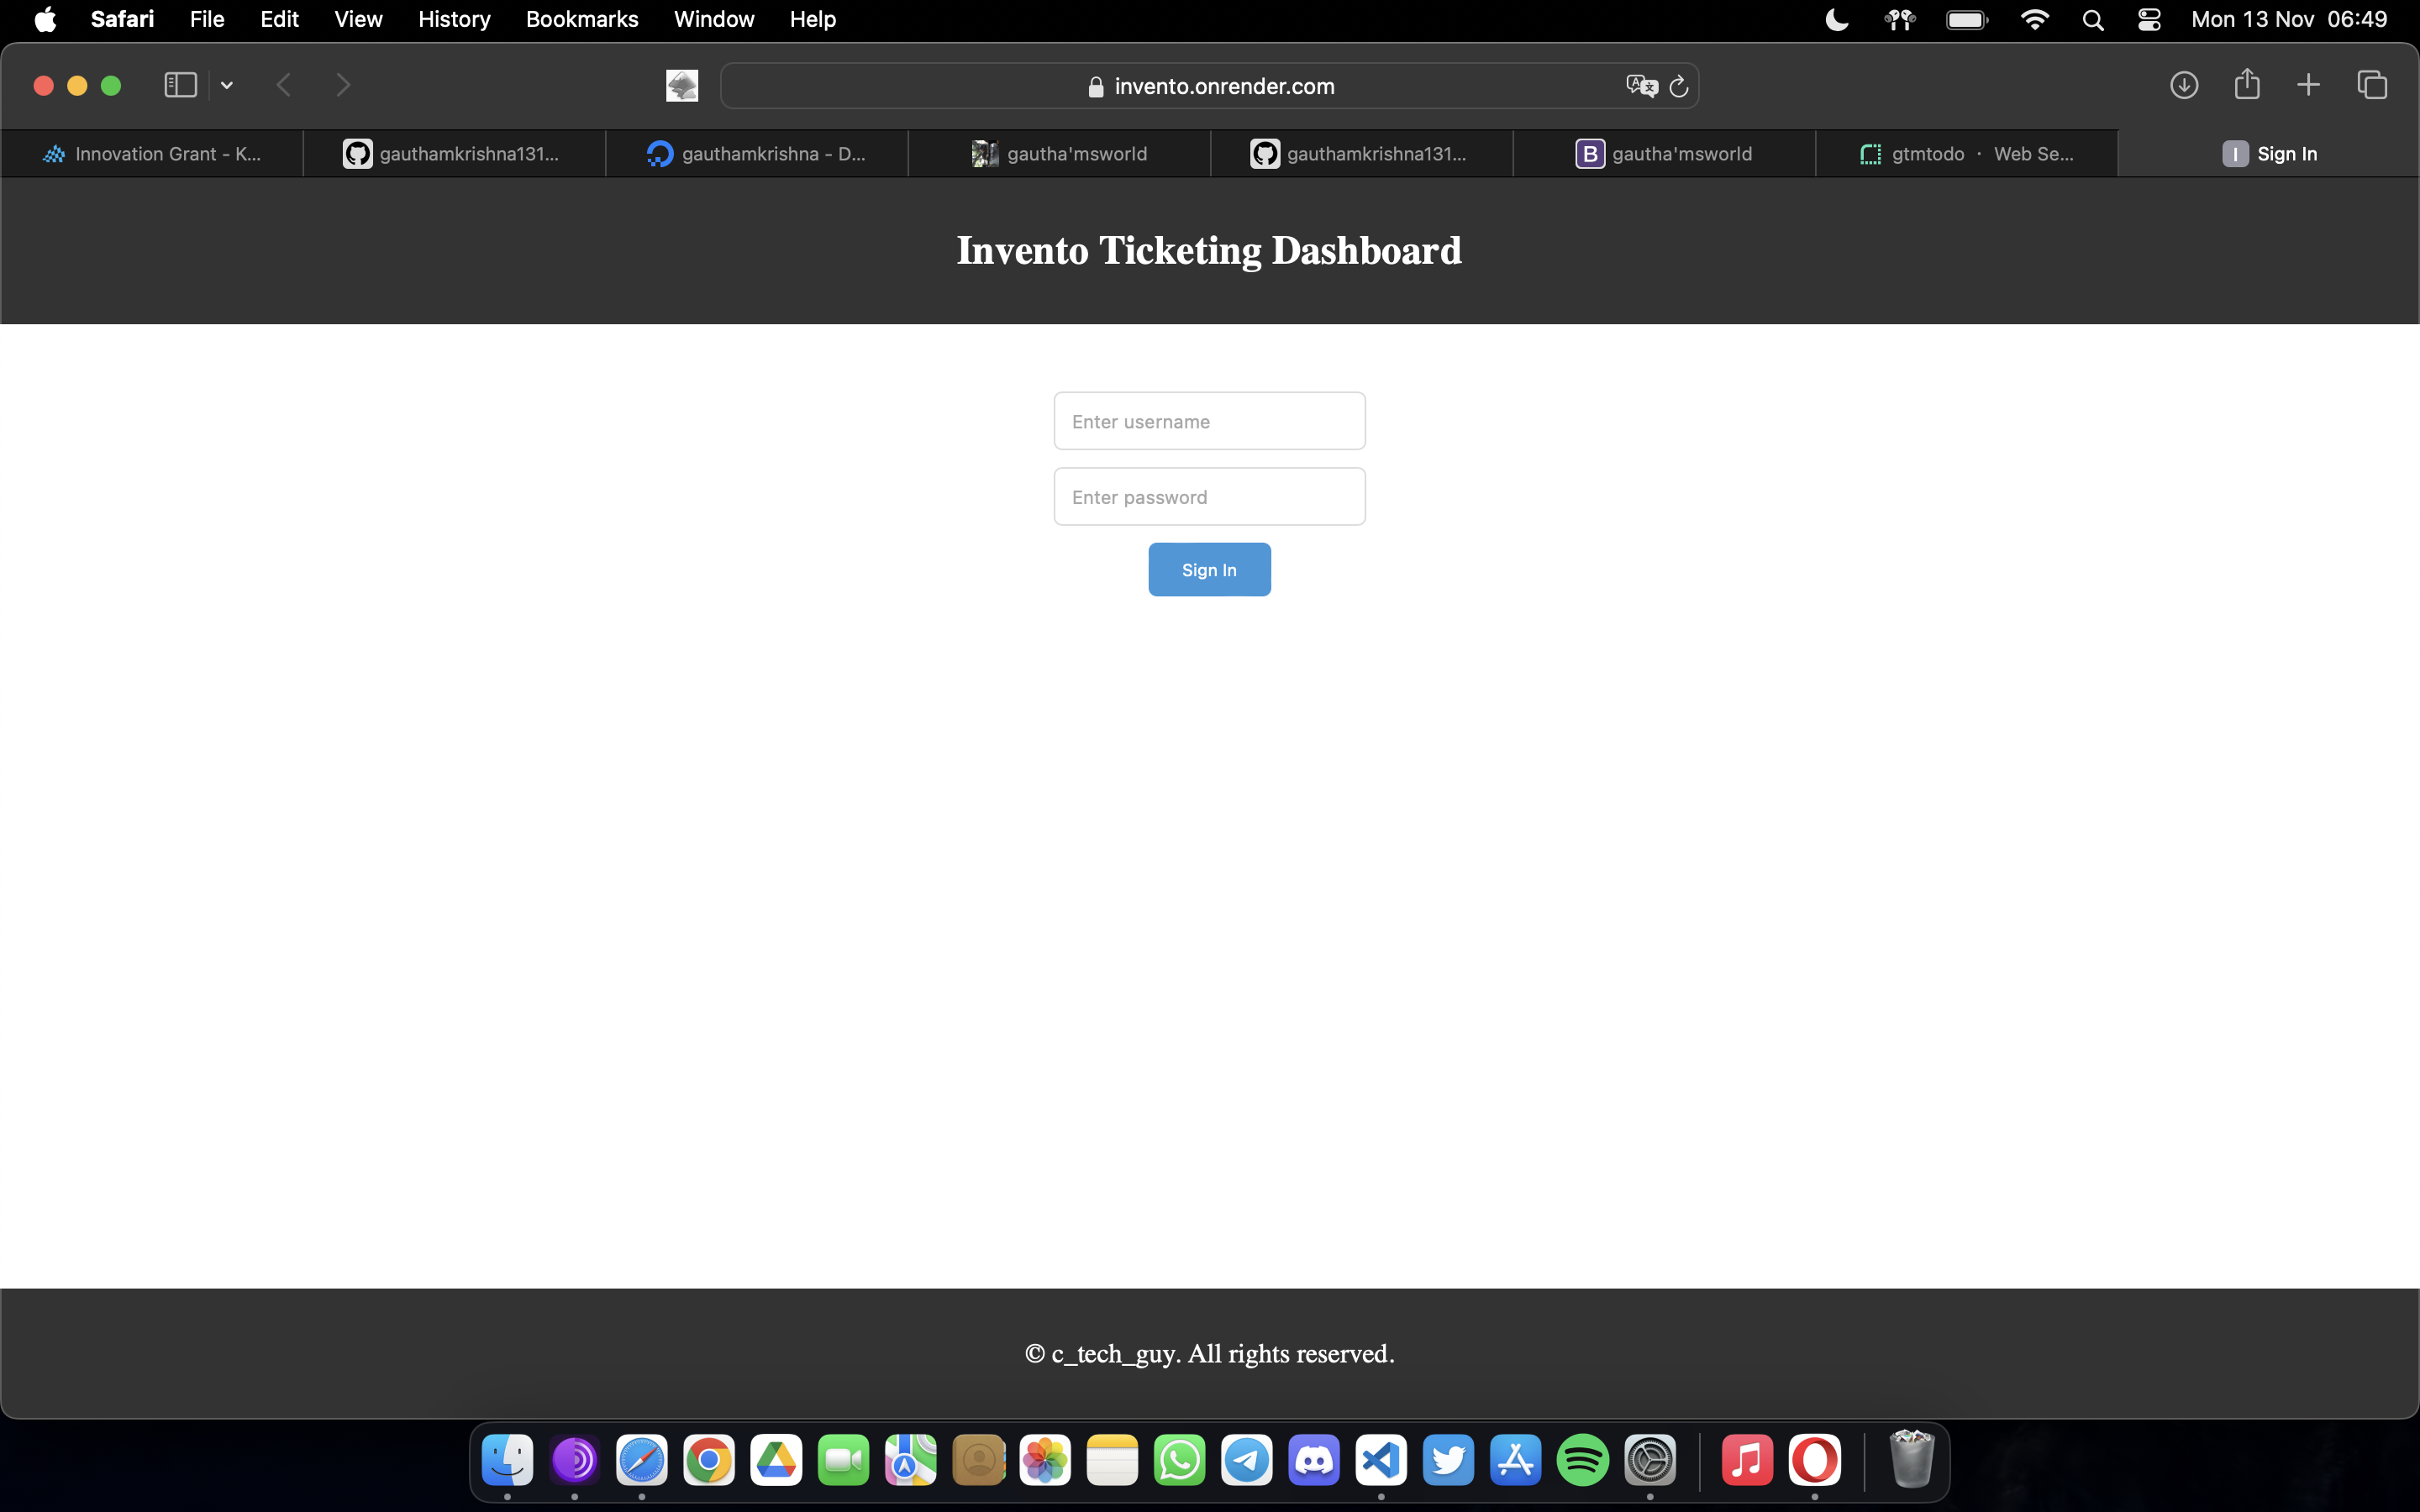 Safari File Edit View History Bookmarks Window Help Mon 13 Nov 06:49
invento.onrender.com
Innovation Grant - K... gauthamkrishna131... gauthamkrishna - D... gautha'msworld gauthamkrishna131... B gautha'msworld gtmtodo · Web Se... I Sign In
Invento Ticketing Dashboard
Enter username
Enter password
Sign In
© c_tech_guy. All rights reserved.